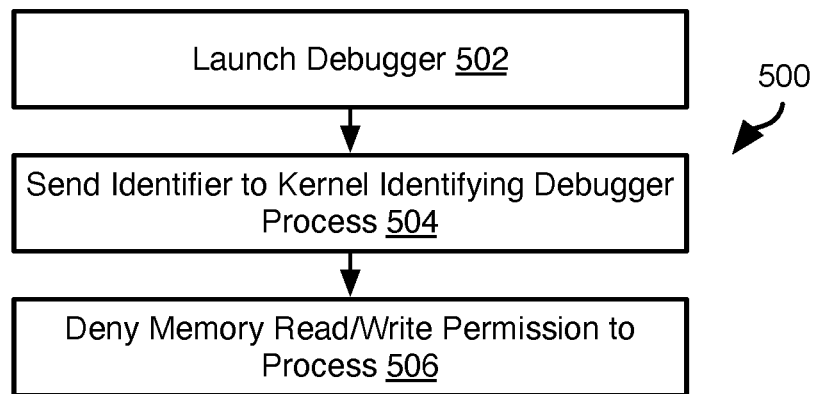 Launch Debugger 502
500
Send Identifier to Kernel Identifying Debugger
Process 504
Deny Memory Read/Write Permission to
Process 506